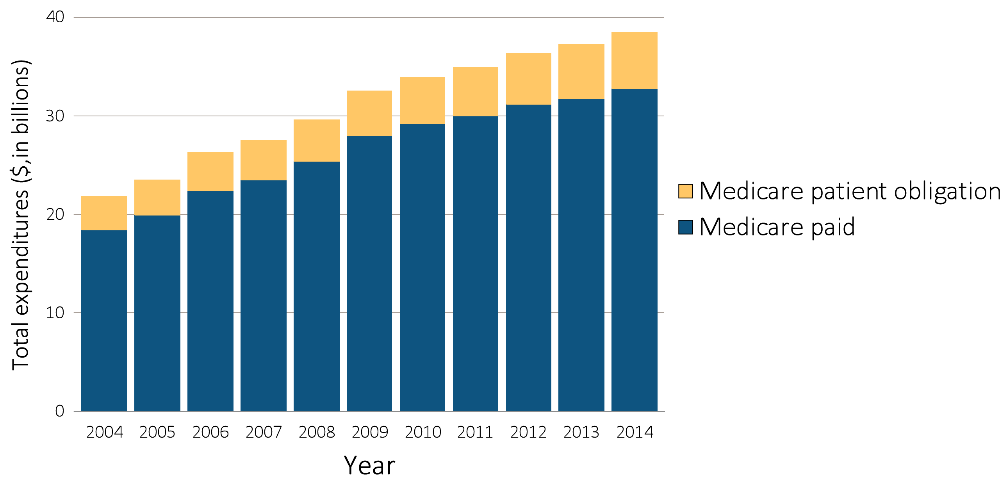 Total expenditures ($,in billions)
40
30
20
10
0
2004 2005 2006 2007 2008 2009 2010 2011 2012 2013 2014
Year
Medicare patient obligation
Medicare paid